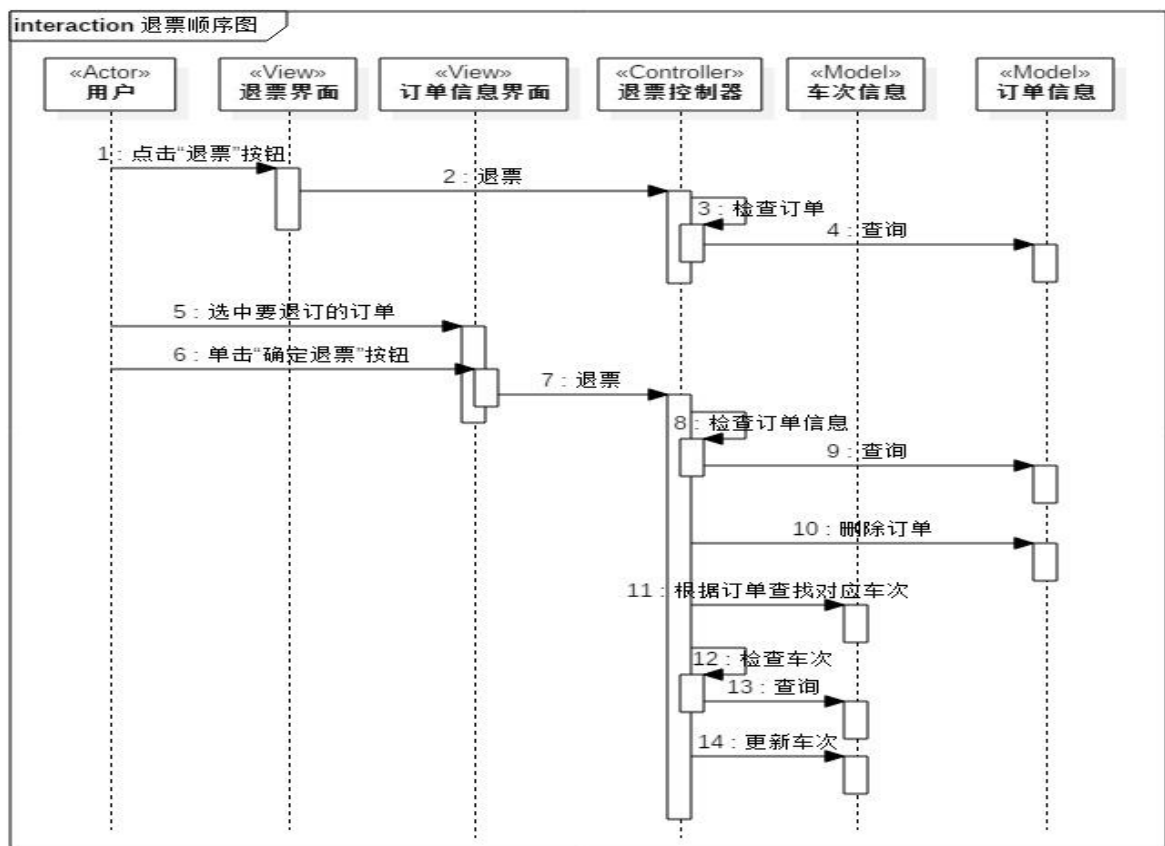 interaction 退票顺序图
«Actor»
用户
«View»
退票界面
«View»
订单信息界面
«Controller»
退票控制器
«Model»
车次信息
«Model»
订单信息
1 : 点击“退票”按钮
2 : 退票
3 : 检查订单
4 : 查询
5 : 选中要退订的订单
6 : 单击“确定退票”按钮
7 : 退票
8 : 检查订单信息
9 : 查询
10 : 删除订单
11 : 根据订单查找对应车次
12 : 检查车次
13 : 查询
14 : 更新车次